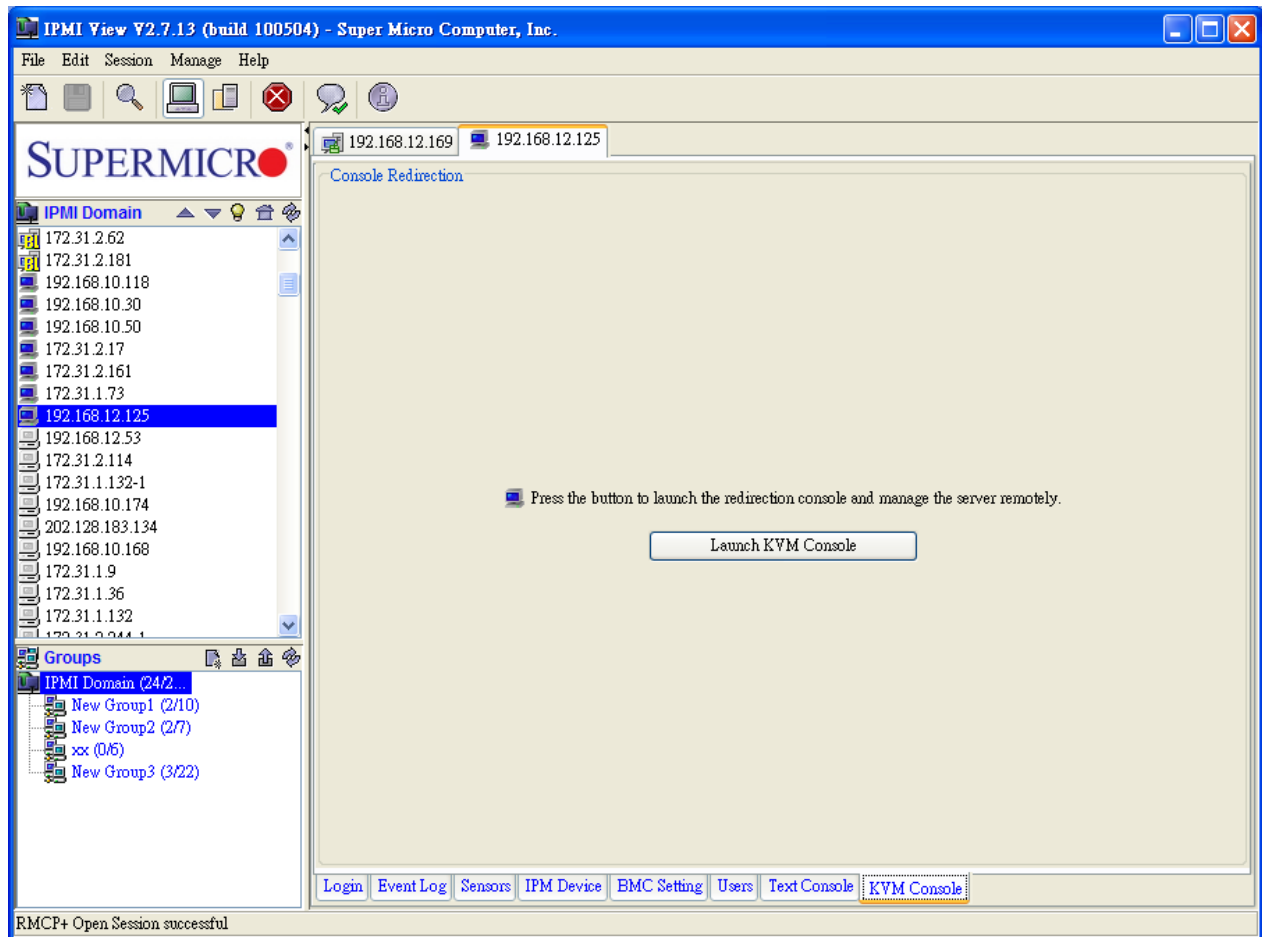 IPMI View V2.7.13 (build 100504) - Super Micro Computer, Inc.
File Edit Session Manage Help
SUPERMICRO
IPMI Domain
172.31.2.62
172.31.2.181
192.168.10.118
192.168.10.30
192.168.10.50
172.31.2.17
172.31.2.161
172.31.1.73
192.168.12.125
192.168.12.53
172.31.2.114
172.31.1.132-1
192.168.10.174
202.128.183.134
192.168.10.168
172.31.1.9
172.31.1.36
172.31.1.132
172.31.2.244-1
Groups
IPMI Domain (24/2...
New Group1 (2/10)
New Group2 (2/7)
xx (0/6)
New Group3 (3/22)
192.168.12.169 192.168.12.125
Console Redirection
Press the button to launch the redirection console and manage the server remotely.
Launch KVM Console
Login Event Log Sensors IPM Device BMC Setting Users Text Console KVM Console
RMCP+ Open Session successful